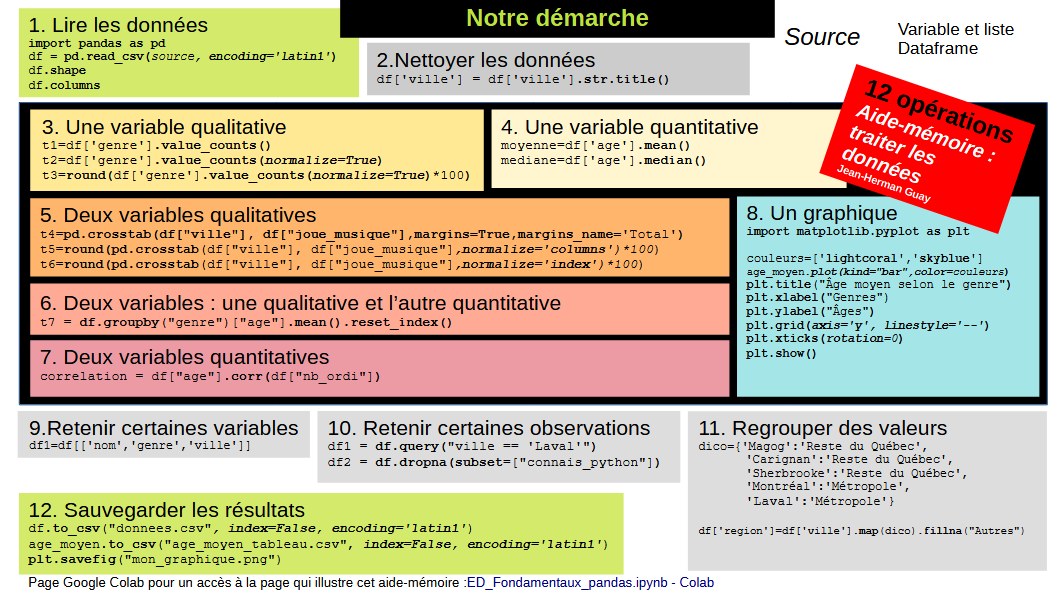 Notre démarche
Source
Variable et liste
Dataframe
12 opérations
Aide-mémoire :
traiter les
données
Jean-Herman Guay
1. Lire les données
import pandas as pd
df = pd.read_csv(source, encoding='latin1')
df.shape
df.columns
2.Nettoyer les données
df['ville'] = df['ville'].str.title()
3. Une variable qualitative
t1=df['genre'].value_counts()
t2=df['genre'].value_counts(normalize=True)
t3=round(df['genre'].value_counts(normalize=True)*100)
4. Une variable quantitative
moyenne=df['age'].mean()
mediane=df['age'].median()
5. Deux variables qualitatives
t4=pd.crosstab(df["ville"], df["joue_musique"],margins=True,margins_name='Total')
t5=round(pd.crosstab(df["ville"], df["joue_musique"],normalize='columns')*100)
t6=round(pd.crosstab(df["ville"], df["joue_musique"],normalize='index')*100)
6. Deux variables : une qualitative et l’autre quantitative
t7 = df.groupby("genre")["age"].mean().reset_index()
7. Deux variables quantitatives
correlation = df["age"].corr(df["nb_ordi"])
8. Un graphique
import matplotlib.pyplot as plt
couleurs=['lightcoral','skyblue']
age_moyen.plot(kind="bar",color=couleurs)
plt.title("Âge moyen selon le genre")
plt.xlabel("Genres")
plt.ylabel("Âges")
plt.grid(axis='y', linestyle='--')
plt.xticks(rotation=0)
plt.show()
9.Retenir certaines variables
df1=df[['nom','genre','ville']]
10. Retenir certaines observations
df1 = df.query("ville == 'Laval'")
df2 = df.dropna(subset=["connais_python"])
11. Regrouper des valeurs
dico={'Magog':'Reste du Québec',
'Carignan':'Reste du Québec',
'Sherbrooke':'Reste du Québec',
'Montréal':'Métropole',
'Laval':'Métropole'}
df['region']=df['ville'].map(dico).fillna("Autres")
12. Sauvegarder les résultats
df.to_csv("donnees.csv", index=False, encoding='latin1')
age_moyen.to_csv("age_moyen_tableau.csv", index=False, encoding='latin1')
plt.savefig("mon_graphique.png")
Page Google Colab pour un accès à la page qui illustre cet aide-mémoire :ED_Fondamentaux_pandas.ipynb - Colab